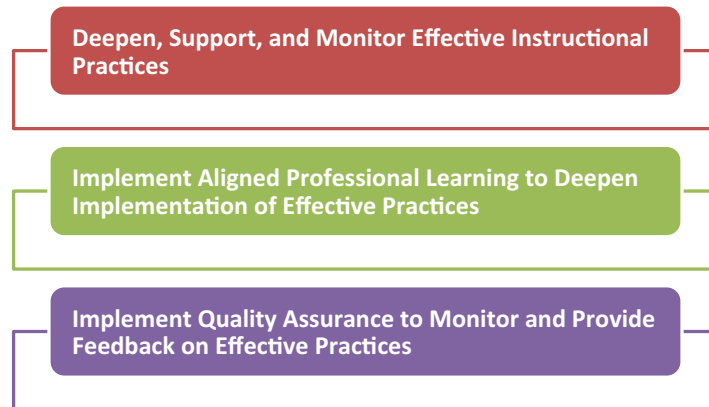 Deepen, Support, and Monitor Effective Instructional
Practices
Implement Aligned Professional Learning to Deepen
Implementation of Effective Practices
Implement Quality Assurance to Monitor and Provide
Feedback on Effective Practices